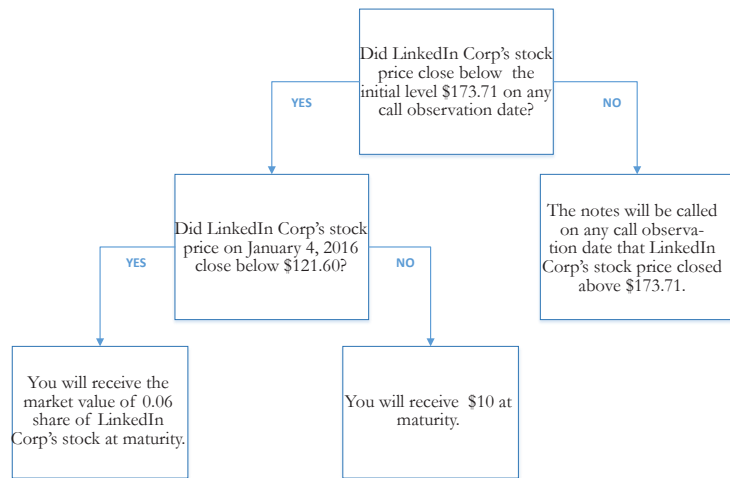 Did LinkedIn Corp's stock
price close below the
initial level $173.71 on any
call observation date?
YES
NO
Did LinkedIn Corp's stock
price on January 4, 2016
close below $121.60?
The notes will be called
on any call observa-
tion date that LinkedIn
Corp's stock price closed
above $173.71.
YES
NO
You will receive the
market value of 0.06
share of LinkedIn
Corp's stock at maturity.
You will receive $10 at
maturity.